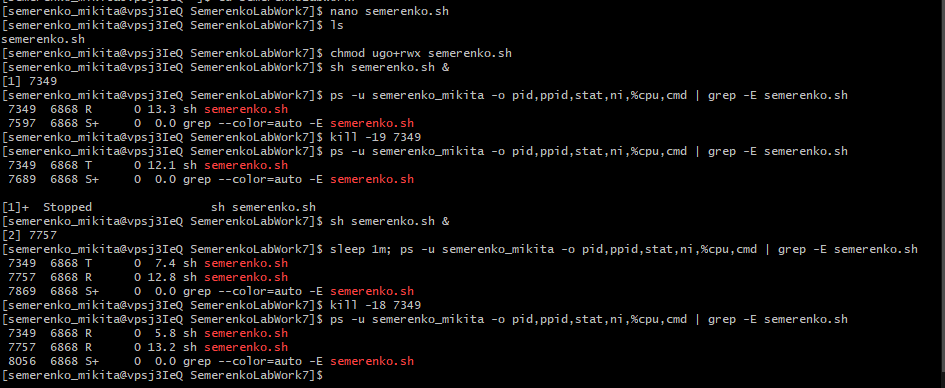 [semerenko_mikita@vpsj3IeQ SemerenkoLabWork7]$ nano semerenko.sh
[semerenko_mikita@vpsj3IeQ SemerenkoLabWork7]$ ls
semerenko.sh
[semerenko_mikita@vpsj3IeQ SemerenkoLabWork7]$ chmod ugo+rwx semerenko.sh
[semerenko_mikita@vpsj3IeQ SemerenkoLabWork7]$ sh semerenko.sh &
[1] 7349
[semerenko_mikita@vpsj3IeQ SemerenkoLabWork7]$ ps -u semerenko_mikita -o pid,ppid,stat,ni,%cpu,cmd | grep -E semerenko.sh
 7349  6868 R      0 13.3 sh semerenko.sh
 7597  6868 S+     0  0.0 grep --color=auto -E semerenko.sh
[semerenko_mikita@vpsj3IeQ SemerenkoLabWork7]$ kill -19 7349
[semerenko_mikita@vpsj3IeQ SemerenkoLabWork7]$ ps -u semerenko_mikita -o pid,ppid,stat,ni,%cpu,cmd | grep -E semerenko.sh
 7349  6868 T      0 12.1 sh semerenko.sh
 7689  6868 S+     0  0.0 grep --color=auto -E semerenko.sh
[1]+  Stopped                 sh semerenko.sh
[semerenko_mikita@vpsj3IeQ SemerenkoLabWork7]$ sh semerenko.sh &
[2] 7757
[semerenko_mikita@vpsj3IeQ SemerenkoLabWork7]$ sleep 1m; ps -u semerenko_mikita -o pid,ppid,stat,ni,%cpu,cmd | grep -E semerenko.sh
 7349  6868 T      0  7.4 sh semerenko.sh
 7757  6868 R      0 12.8 sh semerenko.sh
 7869  6868 S+     0  0.0 grep --color=auto -E semerenko.sh
[semerenko_mikita@vpsj3IeQ SemerenkoLabWork7]$ kill -18 7349
[semerenko_mikita@vpsj3IeQ SemerenkoLabWork7]$ ps -u semerenko_mikita -o pid,ppid,stat,ni,%cpu,cmd | grep -E semerenko.sh
 7349  6868 R      0  5.8 sh semerenko.sh
 7757  6868 R      0 13.2 sh semerenko.sh
 8056  6868 S+     0  0.0 grep --color=auto -E semerenko.sh
[semerenko_mikita@vpsj3IeQ SemerenkoLabWork7]$